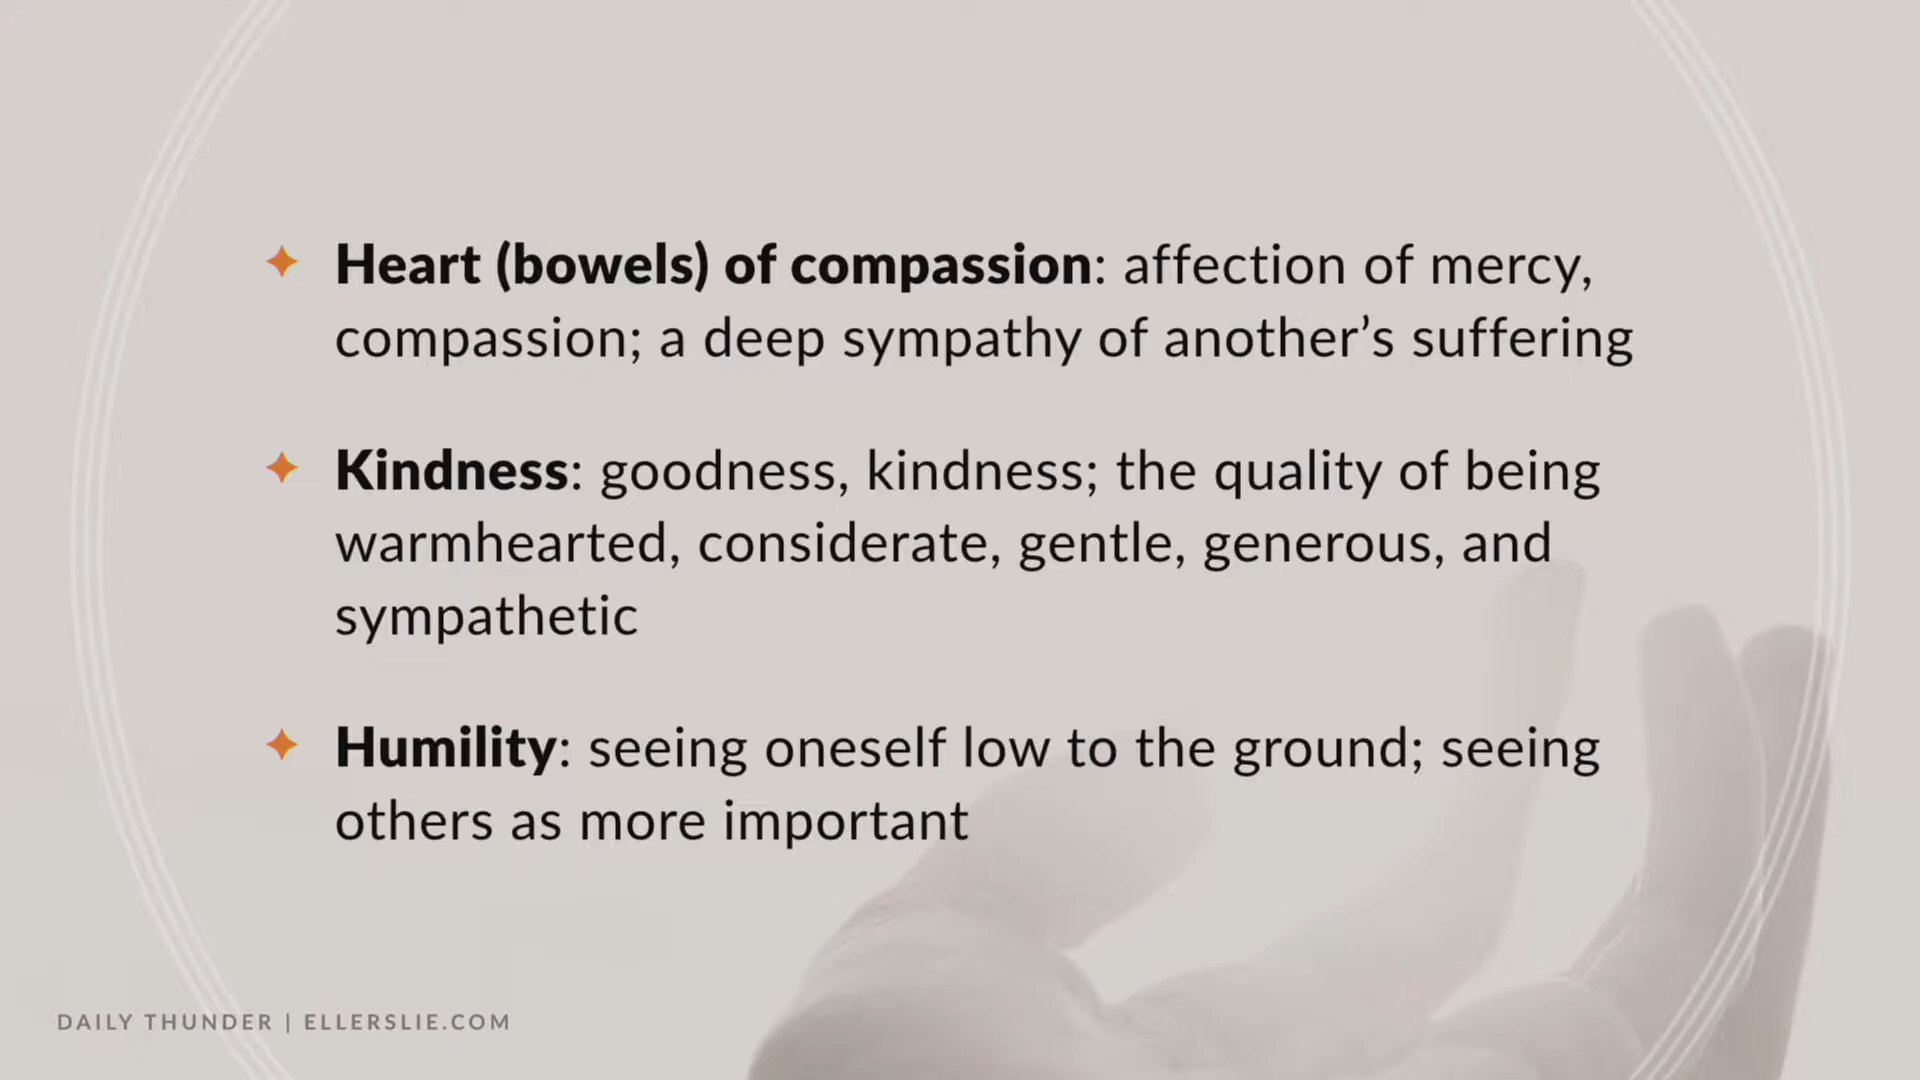 Heart (bowels) of compassion: affection of mercy,
compassion; a deep sympathy of another’s suffering
Kindness: goodness, kindness; the quality of being
warmhearted, considerate, gentle, generous, and
sympathetic
Humility: seeing oneself low to the ground; seeing
others as more important
DAILY THUNDER | ELLERSLIE.COM